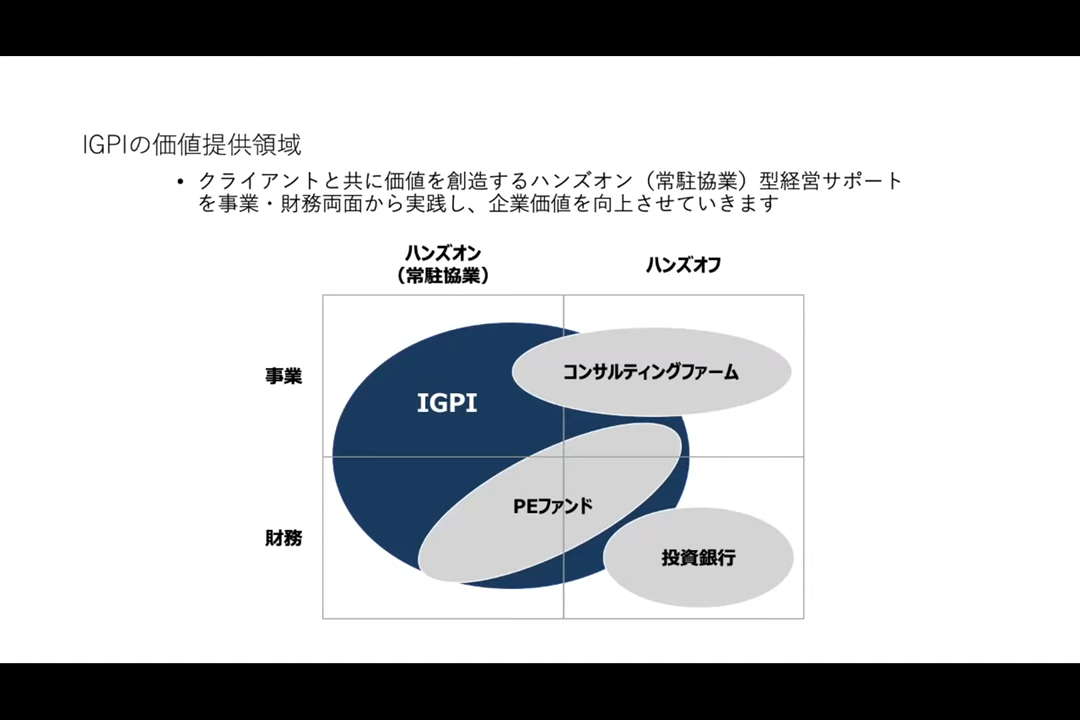 IGPIの価値提供領域
• クライアントと共に価値を創造するハンズオン（常駐協業）型経営サポート
を事業・財務両面から実践し、企業価値を向上させていきます
ハンズオン
（常駐協業）
ハンズオフ
事業
コンサルティングファーム
IGPI
PEファンド
財務
投資銀行